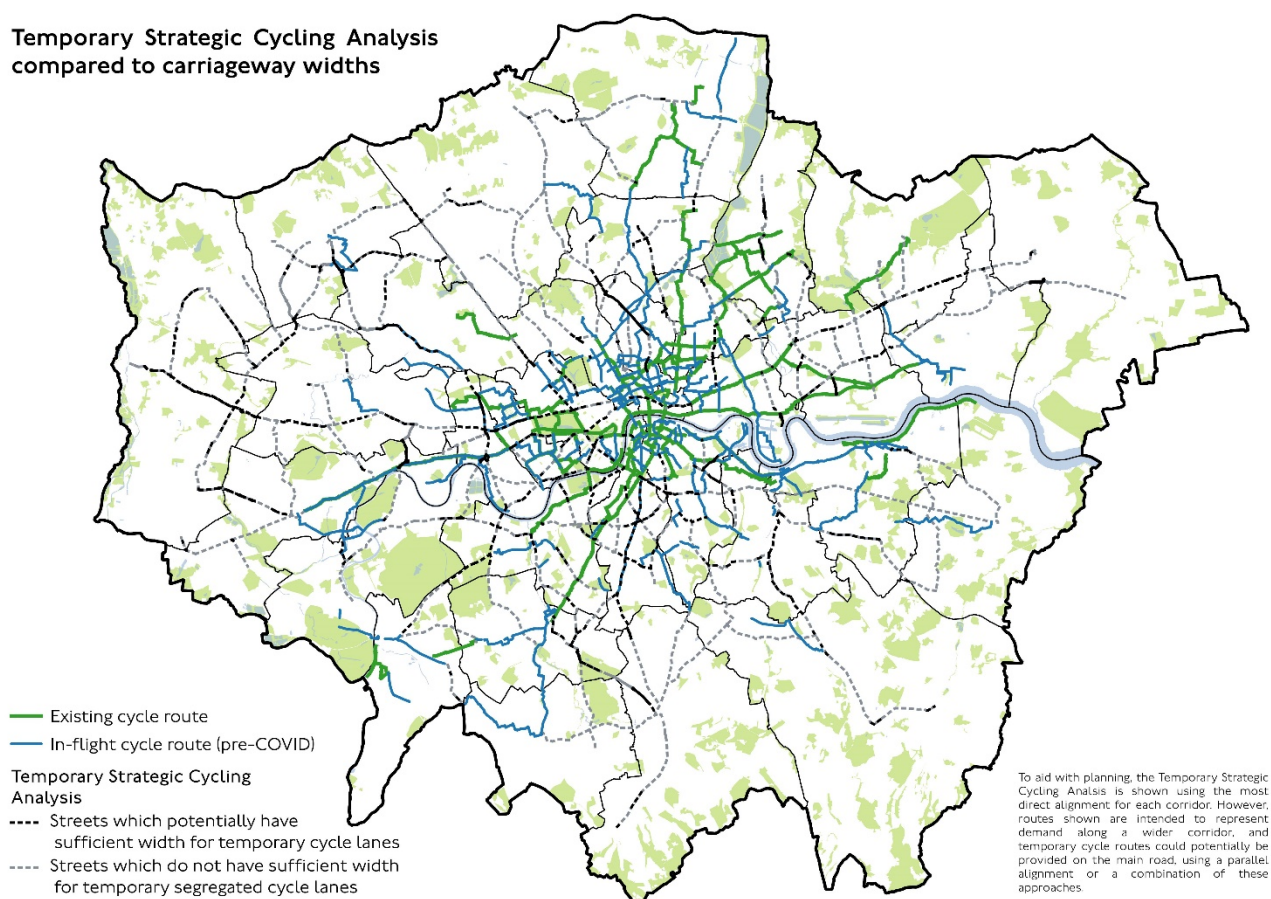 Temporary Strategic Cycling Analysis
compared to carriageway widths
Existing cycle route
In-flight cycle route (pre-COVID)
Temporary Strategic Cycling
Analysis
Streets which potentially have
sufficient width for temporary cycle lanes
Streets which do not have sufficient width
for temporary segregated cycle lanes
To aid with planning, the Temporary Strategic
Cycling Analsis is shown using the most
direct alignment for each corridor. However,
routes shown are intended to represent
demand along a wider corridor, and
temporary cycle routes could potentially be
provided on the main road, using a parallel
alignment or a combination of these
approaches.